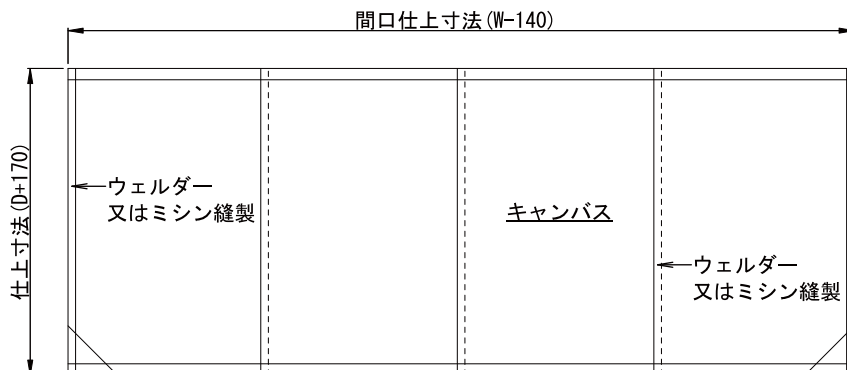 間口仕上寸法(W-140)
仕上寸法(D+170)
ウェルダー
又はミシン縫製
キャンバス
ウェルダー
又はミシン縫製